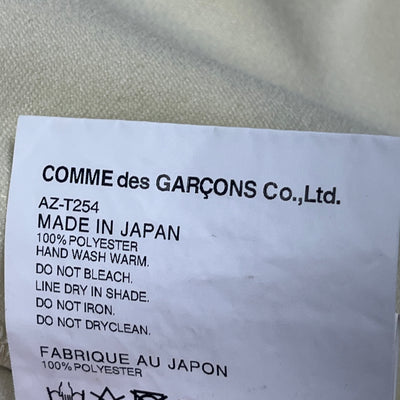 COMME des GARÇONS Co.,Ltd.
AZ-T254
MADE IN JAPAN
100% POLYESTER
HAND WASH WARM.
DO NOT BLEACH.
LINE DRY IN SHADE.
DO NOT IRON.
DO NOT DRYCLEAN.
FABRIQUE AU JAPON
100% POLYESTER